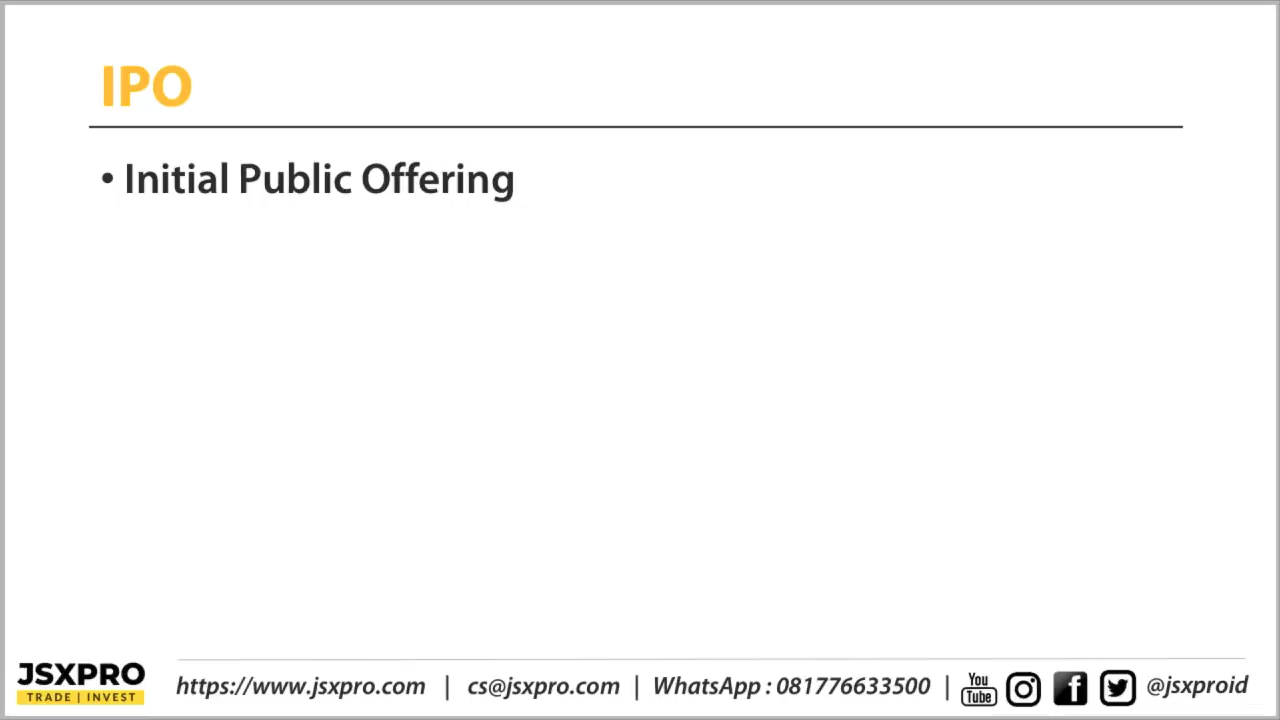 IPO
• Initial Public Offering
JSXPRO
TRADE | INVEST
https://www.jsxpro.com | cs@jsxpro.com | WhatsApp : 081776633500 | You Tube @jsxproid